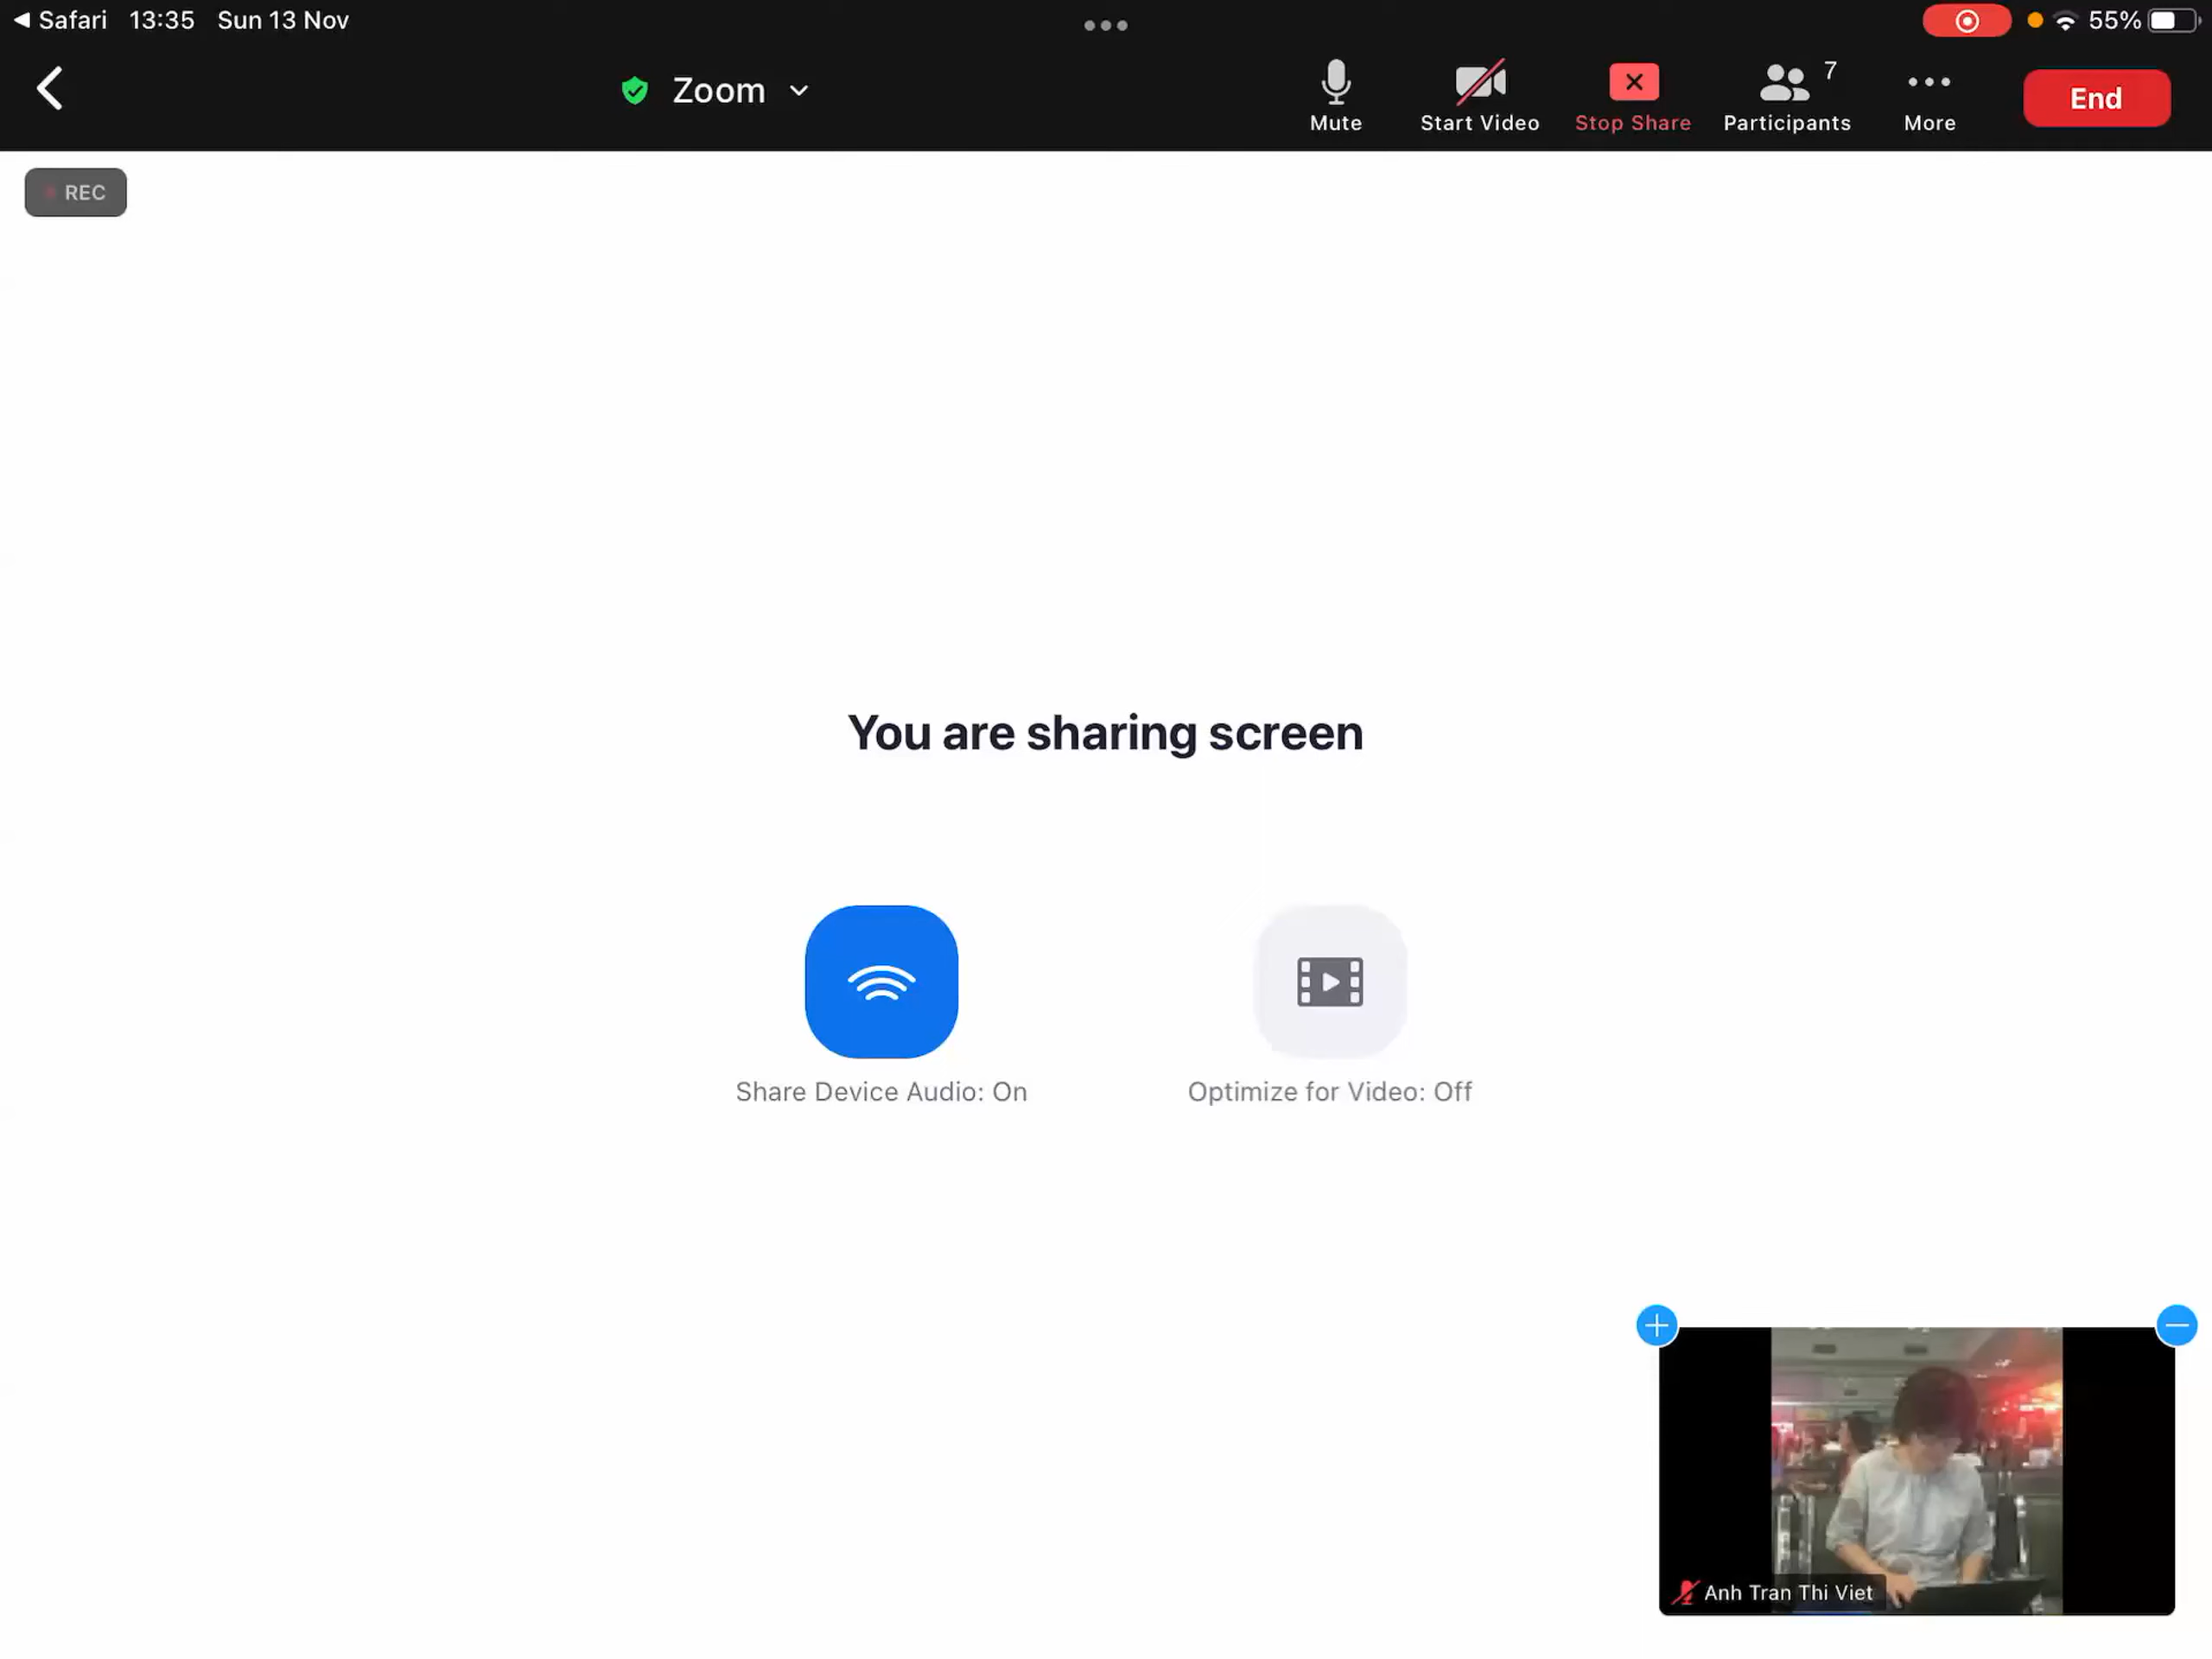 Safari 13:35 Sun 13 Nov
55%
Zoom
Mute
Start Video
Stop Share
Participants
7
More
End
REC
You are sharing screen
Share Device Audio: On
Optimize for Video: Off
Anh Tran Thi Viet